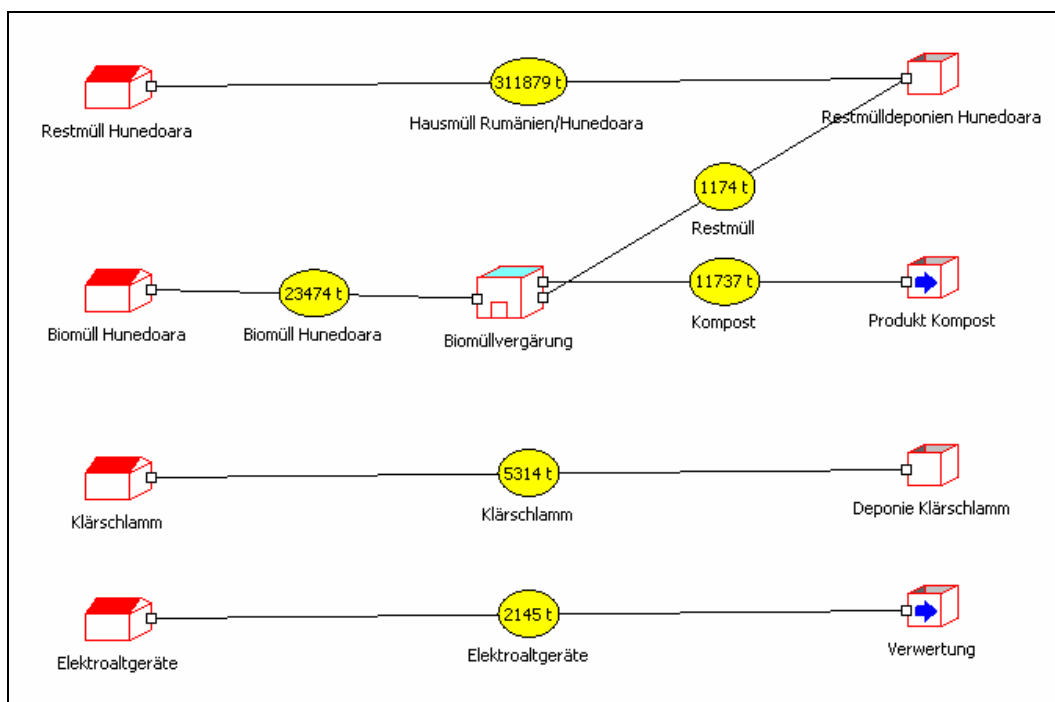 311879 t
Restmüll Hunedoara
Hausmüll Rumänien/Hunedoara
Restmülldeponien Hunedoara
1174 t
Restmüll
23474 t
11737 t
Biomüll Hunedoara
Biomüll Hunedoara
Biomüllvergärung
Kompost
Produkt Kompost
5314 t
Klärschlamm
Klärschlamm
Deponie Klärschlamm
2145 t
Elektroaltgeräte
Elektroaltgeräte
Verwertung